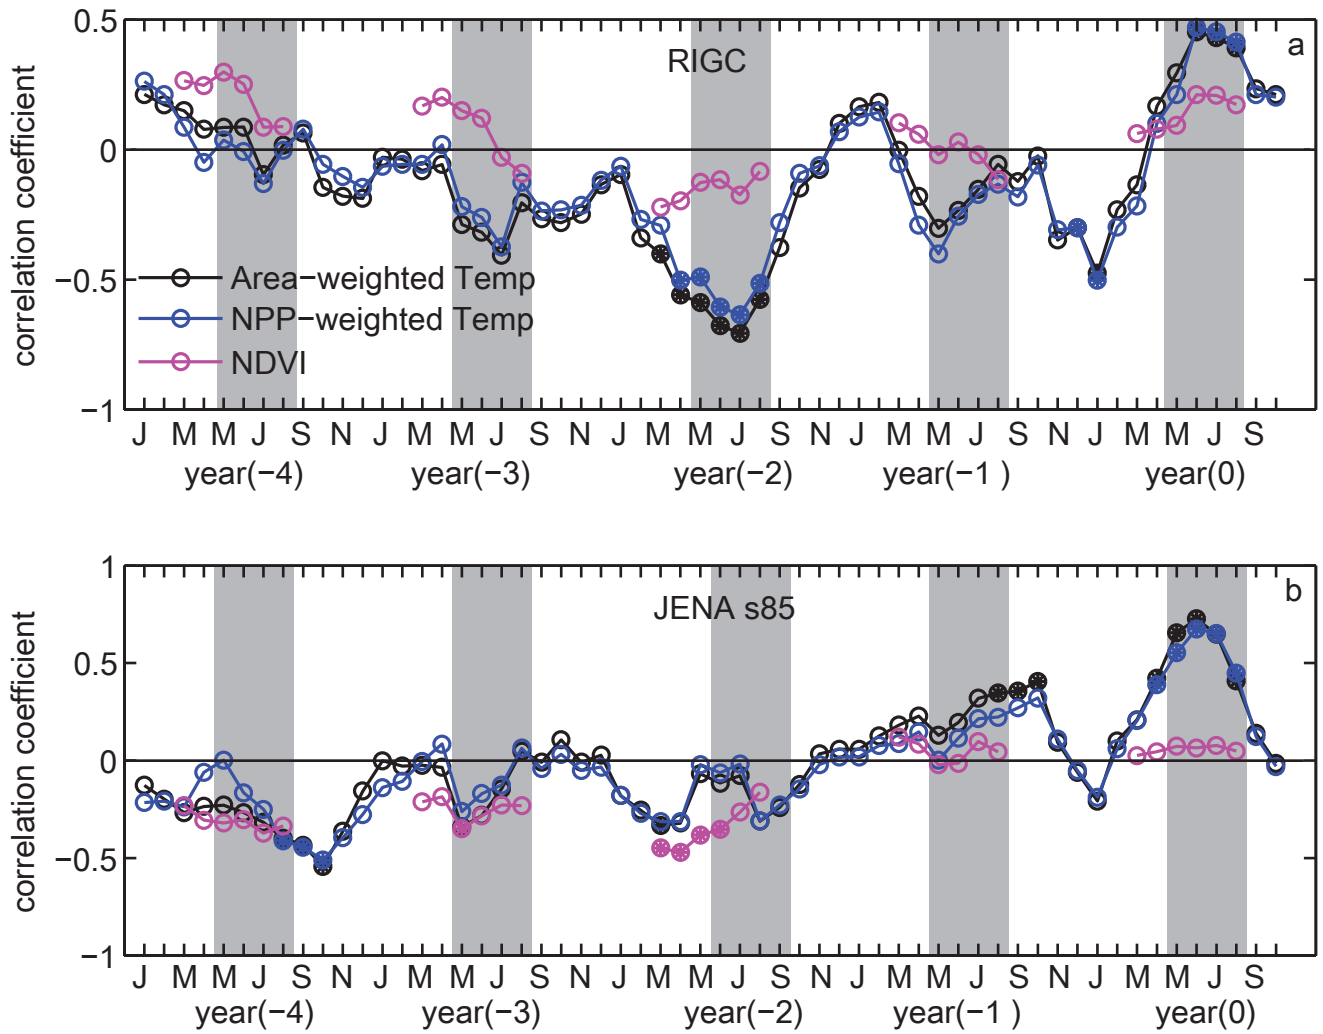 0.5
0
−0.5
−1
correlation coefficient
RIGC
a
Area−weighted Temp
NPP−weighted Temp
NDVI
J M M J S N J M M J S N J M M J S N J M M J S N J M M J S
year(−4) year(−3) year(−2) year(−1 ) year(0)
1
0.5
0
−0.5
−1
correlation coefficient
JENA s85
b
J M M J S N J M M J S N J M M J S N J M M J S N J M M J S
year(−4) year(−3) year(−2) year(−1 ) year(0)